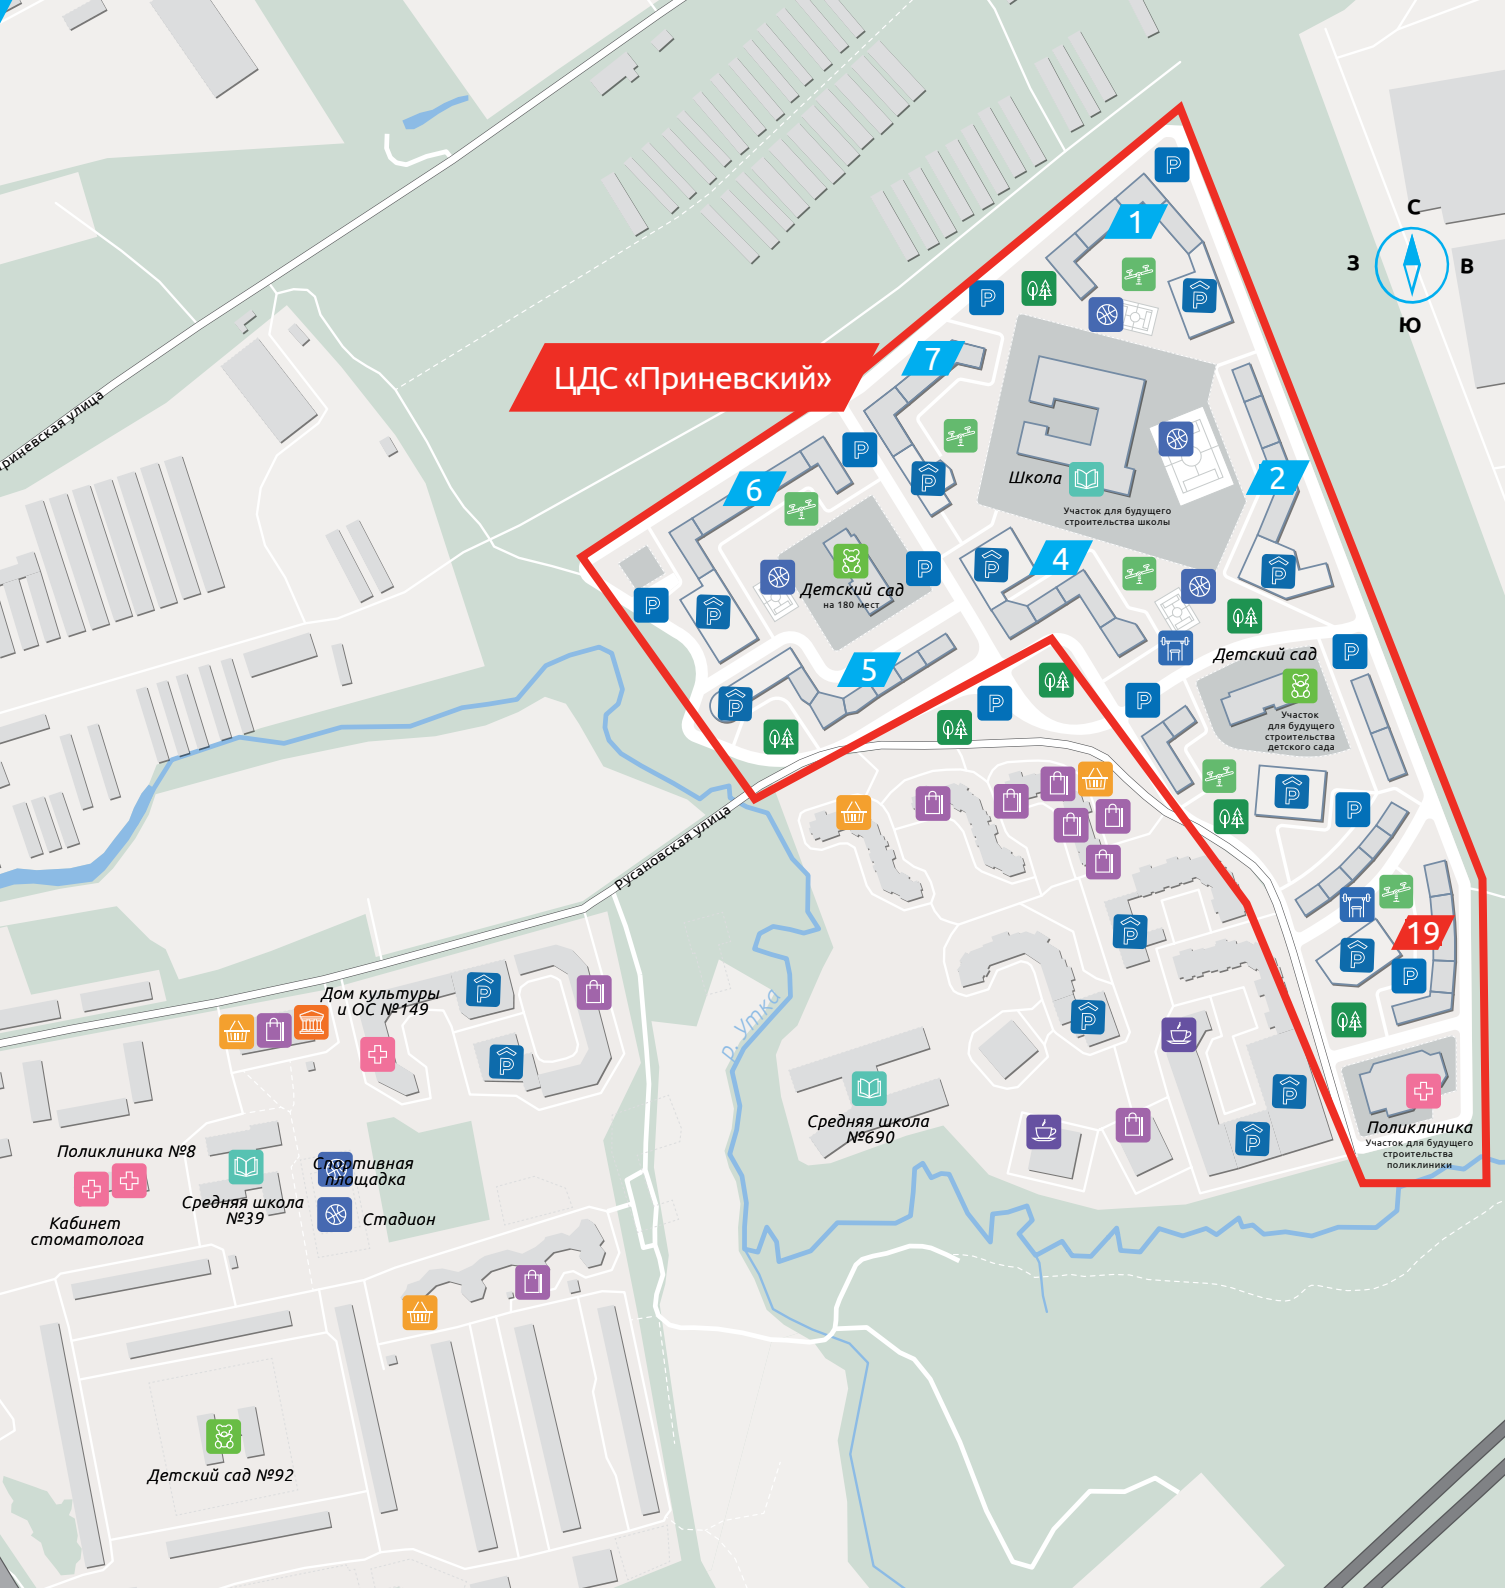 С
З
В
Ю
1
7
ЦДС «Приневский»
Приневская улица
2
Школа
Участок для будущего
строительства школы
6
4
Детский сад
на 180 мест
5
Детский сад
Участок
для будущего
строительства
детского сада
Русановская улица
19
Дом культуры
и ОС №149
р. Утка
Средняя школа
№690
Поликлиника
Участок для будущего
строительства
поликлиники
Поликлиника №8
Спортивная
площадка
Средняя школа
№39
Стадион
Кабинет
стоматолога
Детский сад №92